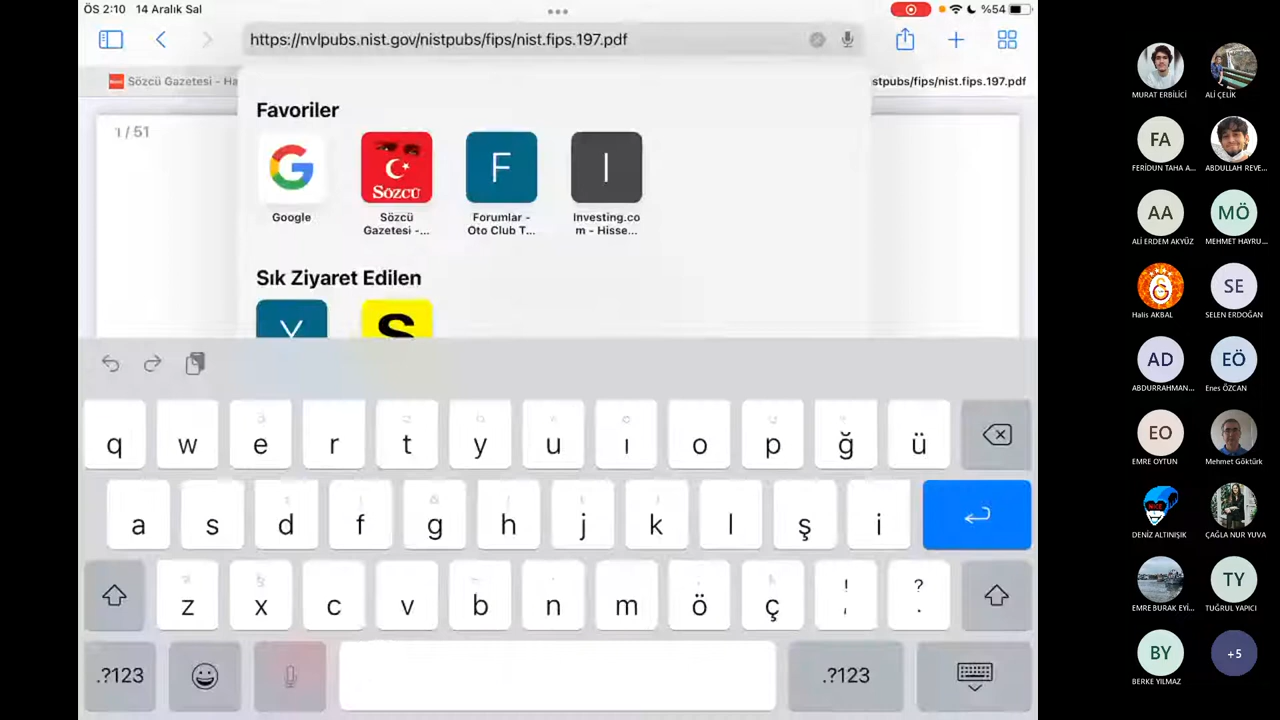 ÖS 2:10 14 Aralık Sal
%54
https://nvlpubs.nist.gov/nistpubs/fips/nist.fips.197.pdf
Sözcü Gazetesi - Ha
stpubs/fips/nist.fips.197.pdf
1 / 51
Favoriler
G
SÖZCÜ
F
I
Google
Sözcü
Gazetesi -...
Forumlar -
Oto Club T...
Investing.co
m - Hisse...
Sık Ziyaret Edilen
Y
S
q w e r t y u ı o p ğ ü
a s d f g h j k l ş i
z x c v b n m ö ç ! , ? .
.?123
.?123
MURAT ERBİLİCİ
ALİ ÇELİK
FA
FERİDUN TAHA A...
ABDULLAH REVE...
AA
ALİ ERDEM AKYÜZ
MÖ
MEHMET HAYRU...
Halis AKBAL
SE
SELEN ERDOĞAN
AD
ABDURRAHMAN...
EÖ
Enes ÖZCAN
EO
EMRE OYTUN
Mehmet Göktürk
DENİZ ALTINIŞIK
ÇAĞLA NUR YUVA
EMRE BURAK EYİ...
TY
TUĞRUL YAPICI
BY
BERKE YILMAZ
+5